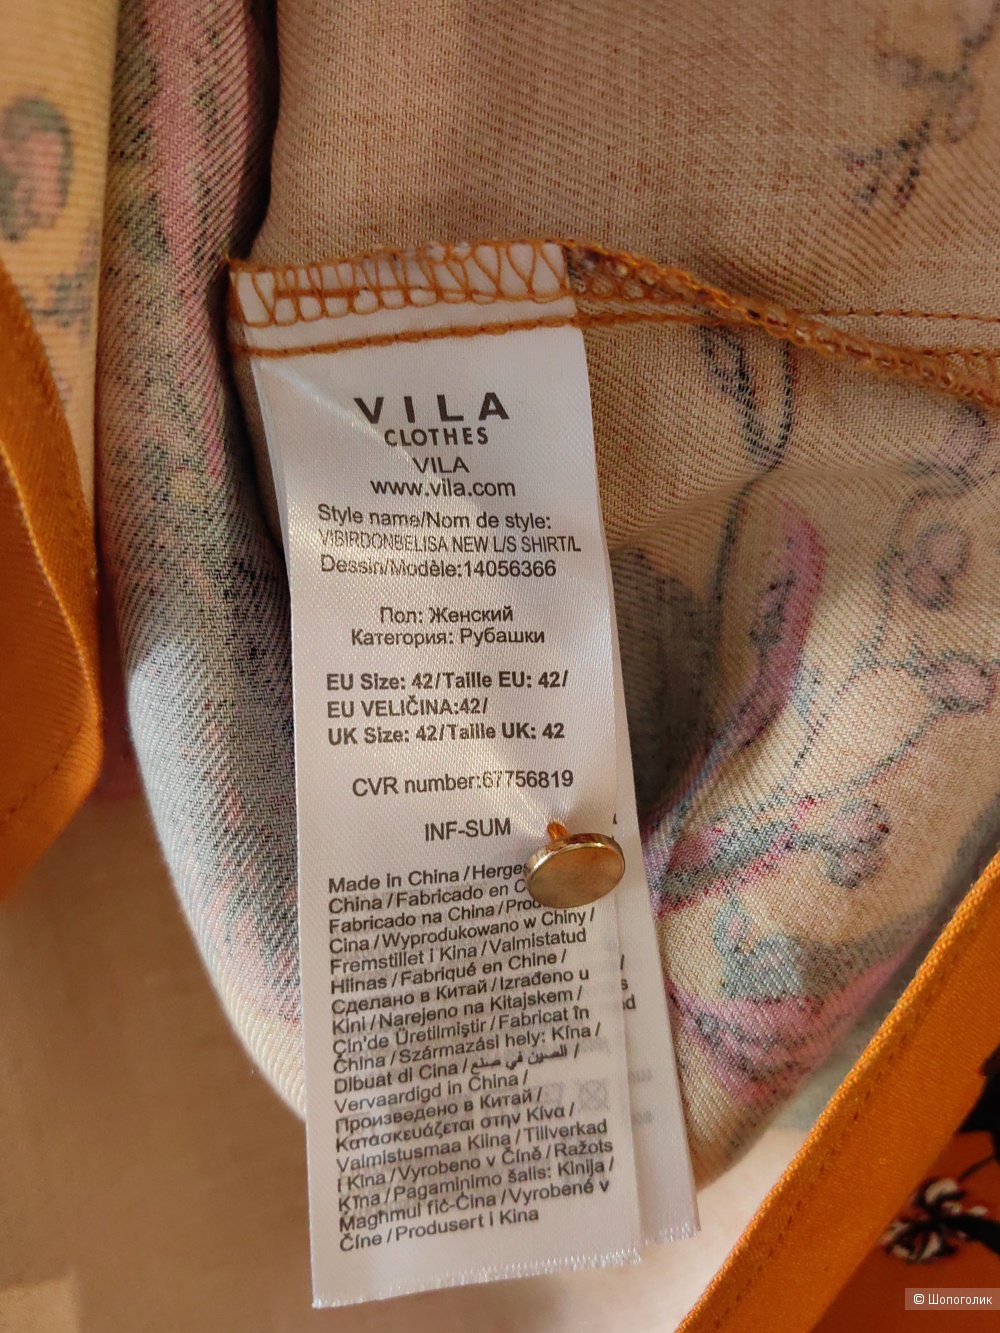 VILA
CLOTHES
VILA
www.vila.com
Style name/Nom de style:
VIBIRDONBELISA NEW L/S SHIRT/L
Dessin/Modèle:14056366
Пол: Женский
Категория: Рубашки
EU Size: 42/Taille EU: 42/
EU VELIČINA:42/
UK Size: 42/Taille UK: 42
CVR number:67756819
INF-SUM
Made in China / Herges
China / Fabricado en C
Fabricado na China / Prod
Cina / Wyprodukowano w Chiny /
Fremstillet i Kina / Valmistatud
Hiinas / Fabriqué en Chine /
Сделано в Китай / Izrađeno u
Kini / Narejeno na Kitajskem /
Çin'de Üretilmiştir / Fabricat în
China / Származási hely: Kína /
Dibuat di Cina / الصين في صنع /
Vervaardigd in China /
Произведено в Китай /
Κατασκευάζεται στην Κίνα /
Valmistusmaa Kiina / Tillverkad
i Kina / Vyrobeno v Číně / Ražots
Ķīna / Pagaminimo šalis: Kinija /
Magħmul fiċ-Ċina / Vyrobené v
Číne / Produsert i Kina
© Шопоголик